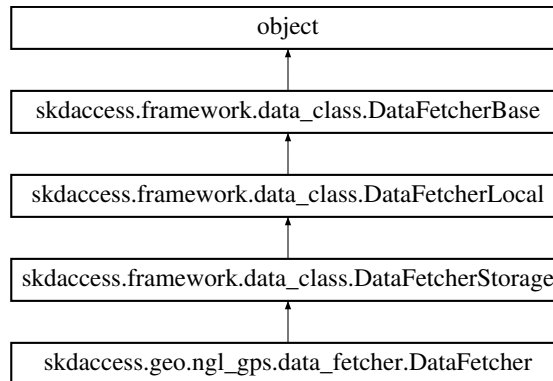 object
skdaccess.framework.data_class.DataFetcherBase
skdaccess.framework.data_class.DataFetcherLocal
skdaccess.framework.data_class.DataFetcherStorage
skdaccess.geo.ngl_gps.data_fetcher.DataFetcher